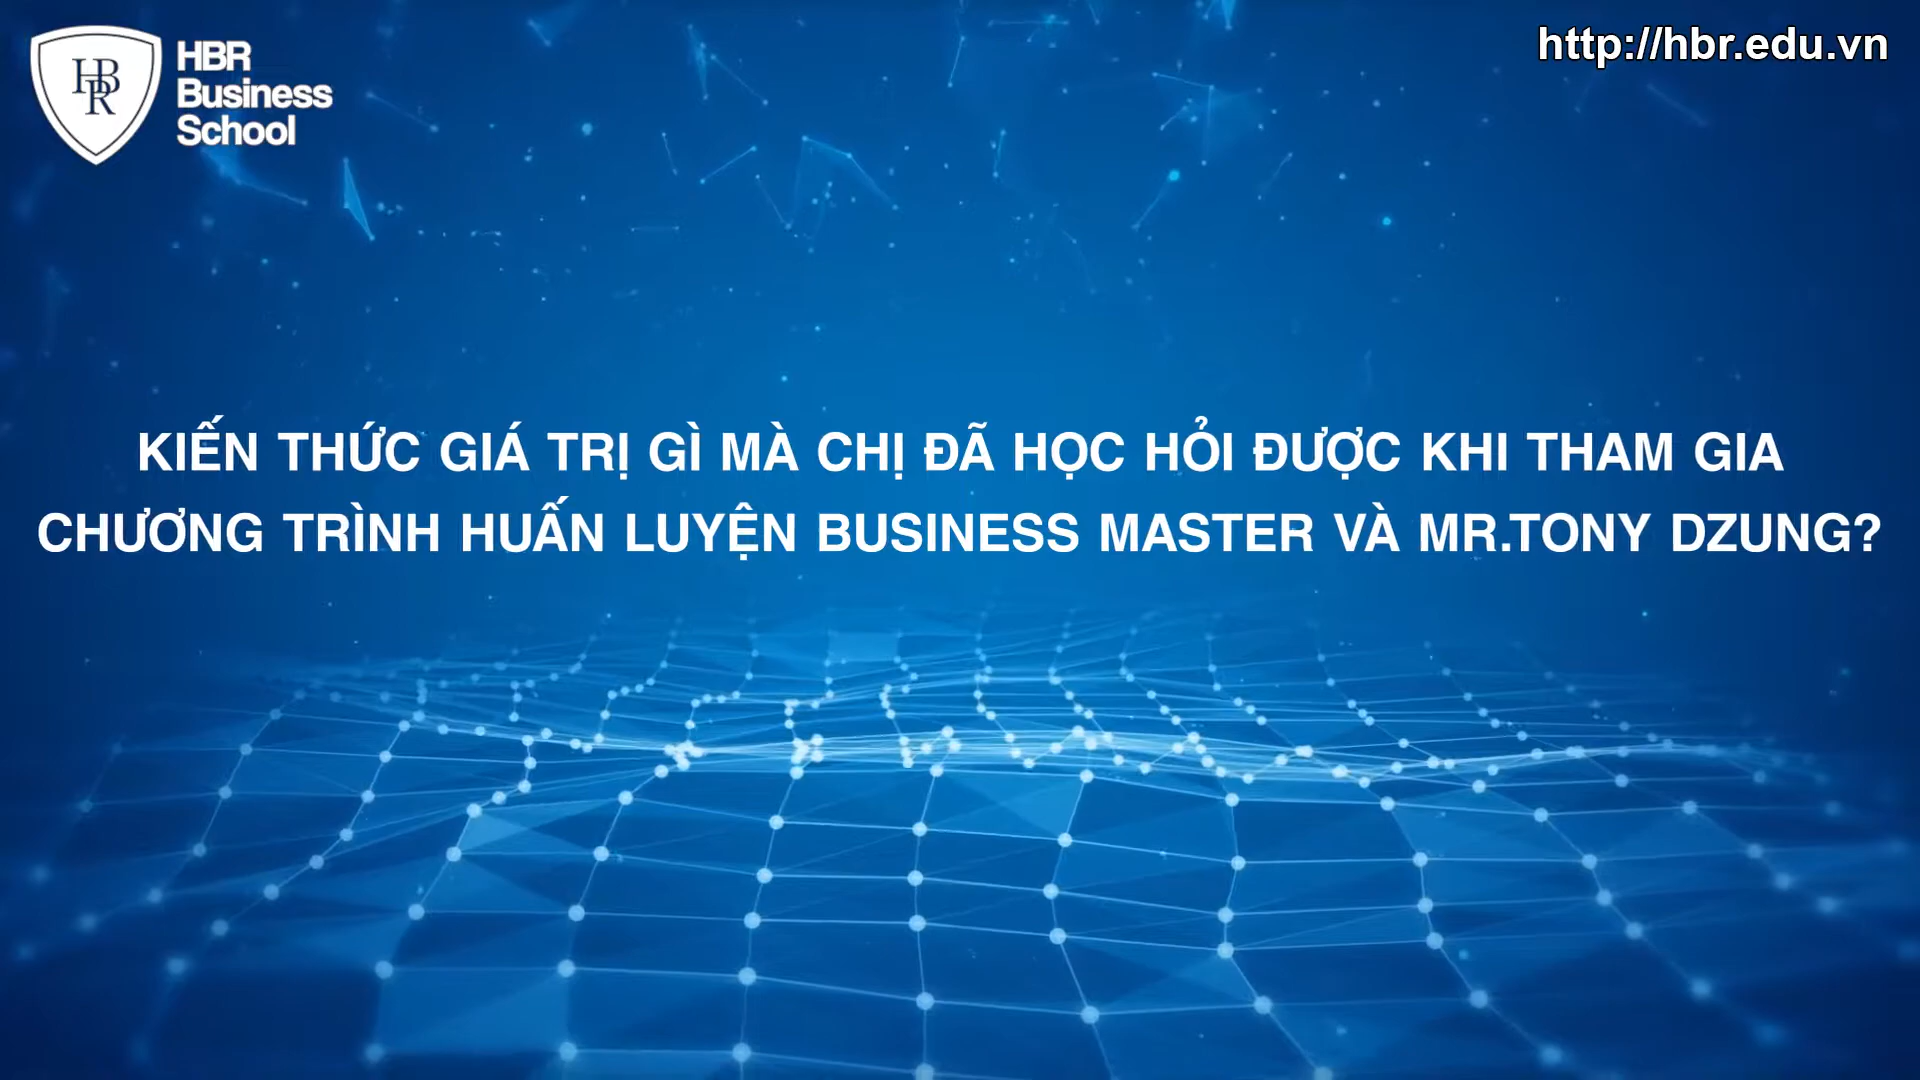 HBR
Business
School
HBR
http://hbr.edu.vn
KIẾN THỨC GIÁ TRỊ GÌ MÀ CHỊ ĐÃ HỌC HỎI ĐƯỢC KHI THAM GIA
CHƯƠNG TRÌNH HUẤN LUYỆN BUSINESS MASTER VÀ MR.TONY DZUNG?